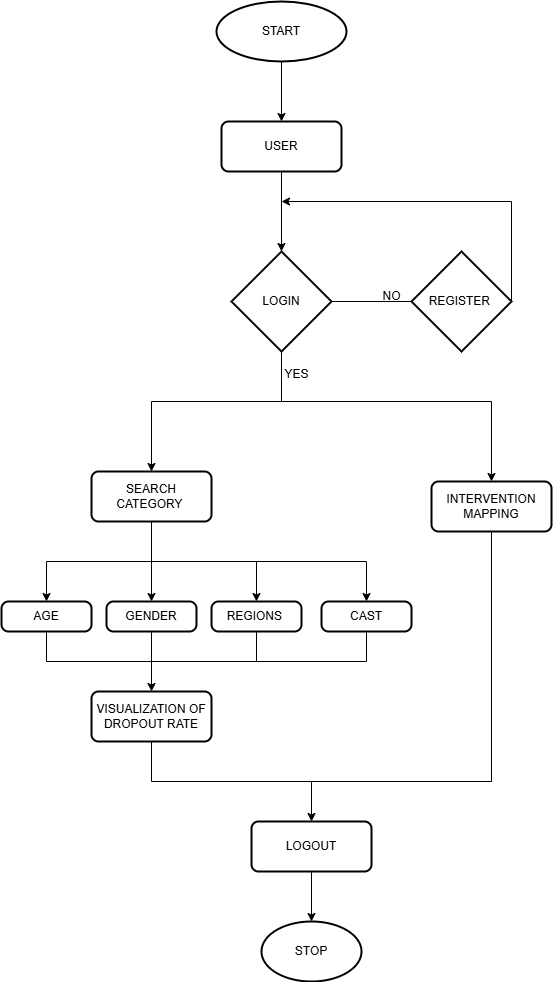 START
USER
LOGIN
NO
REGISTER
YES
SEARCH
CATEGORY
INTERVENTION
MAPPING
AGE
GENDER
REGIONS
CAST
VISUALIZATION OF
DROPOUT RATE
LOGOUT
STOP